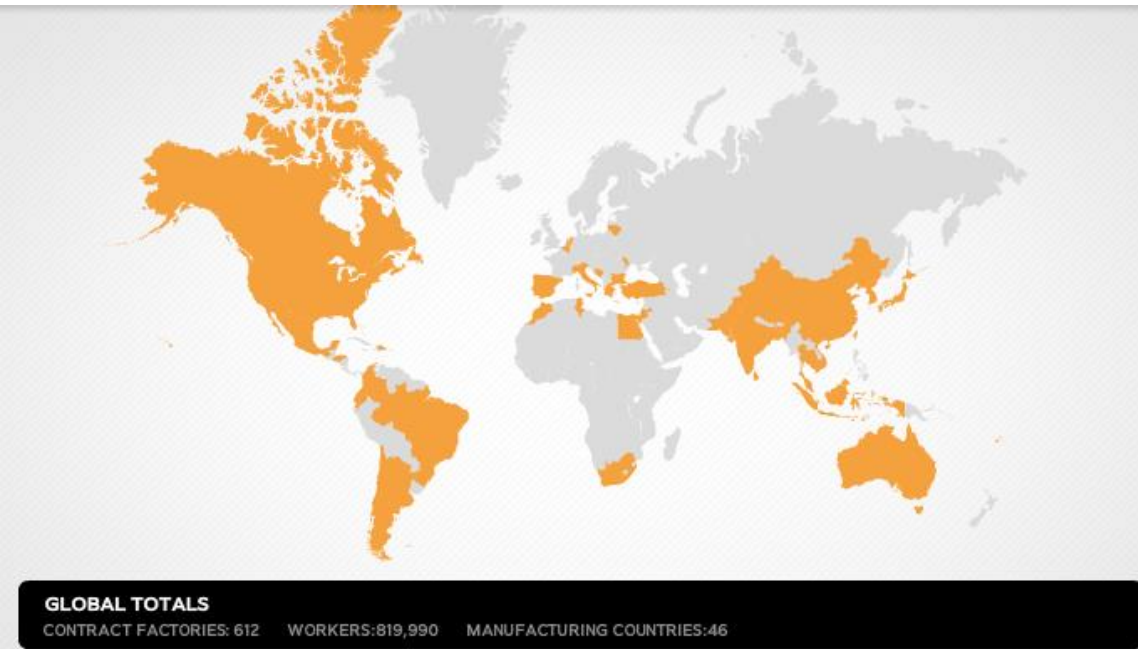 GLOBAL TOTALS
CONTRACT FACTORIES: 612 WORKERS:819,990 MANUFACTURING COUNTRIES:46